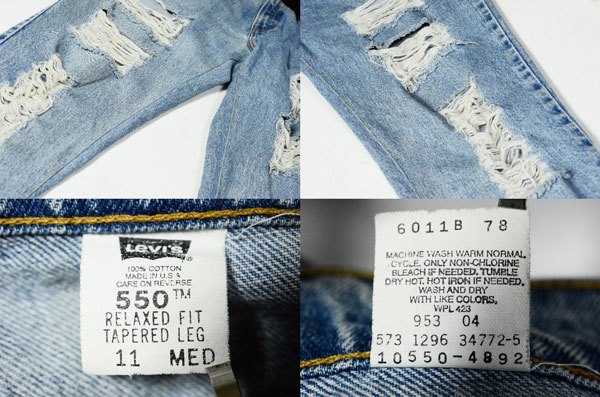 Levi's
100% COTTON
MADE IN U.S.A
CARE ON REVERSE
550™
RELAXED FIT
TAPERED LEG
11 MED
6011B 78
MACHINE WASH WARM NORMAL
CYCLE. ONLY NON-CHLORINE
BLEACH IF NEEDED. TUMBLE
DRY HOT. HOT IRON IF NEEDED.
WASH AND DRY
WITH LIKE COLORS.
WPL 423
953 04
573 1296 34772-5
10550-4892